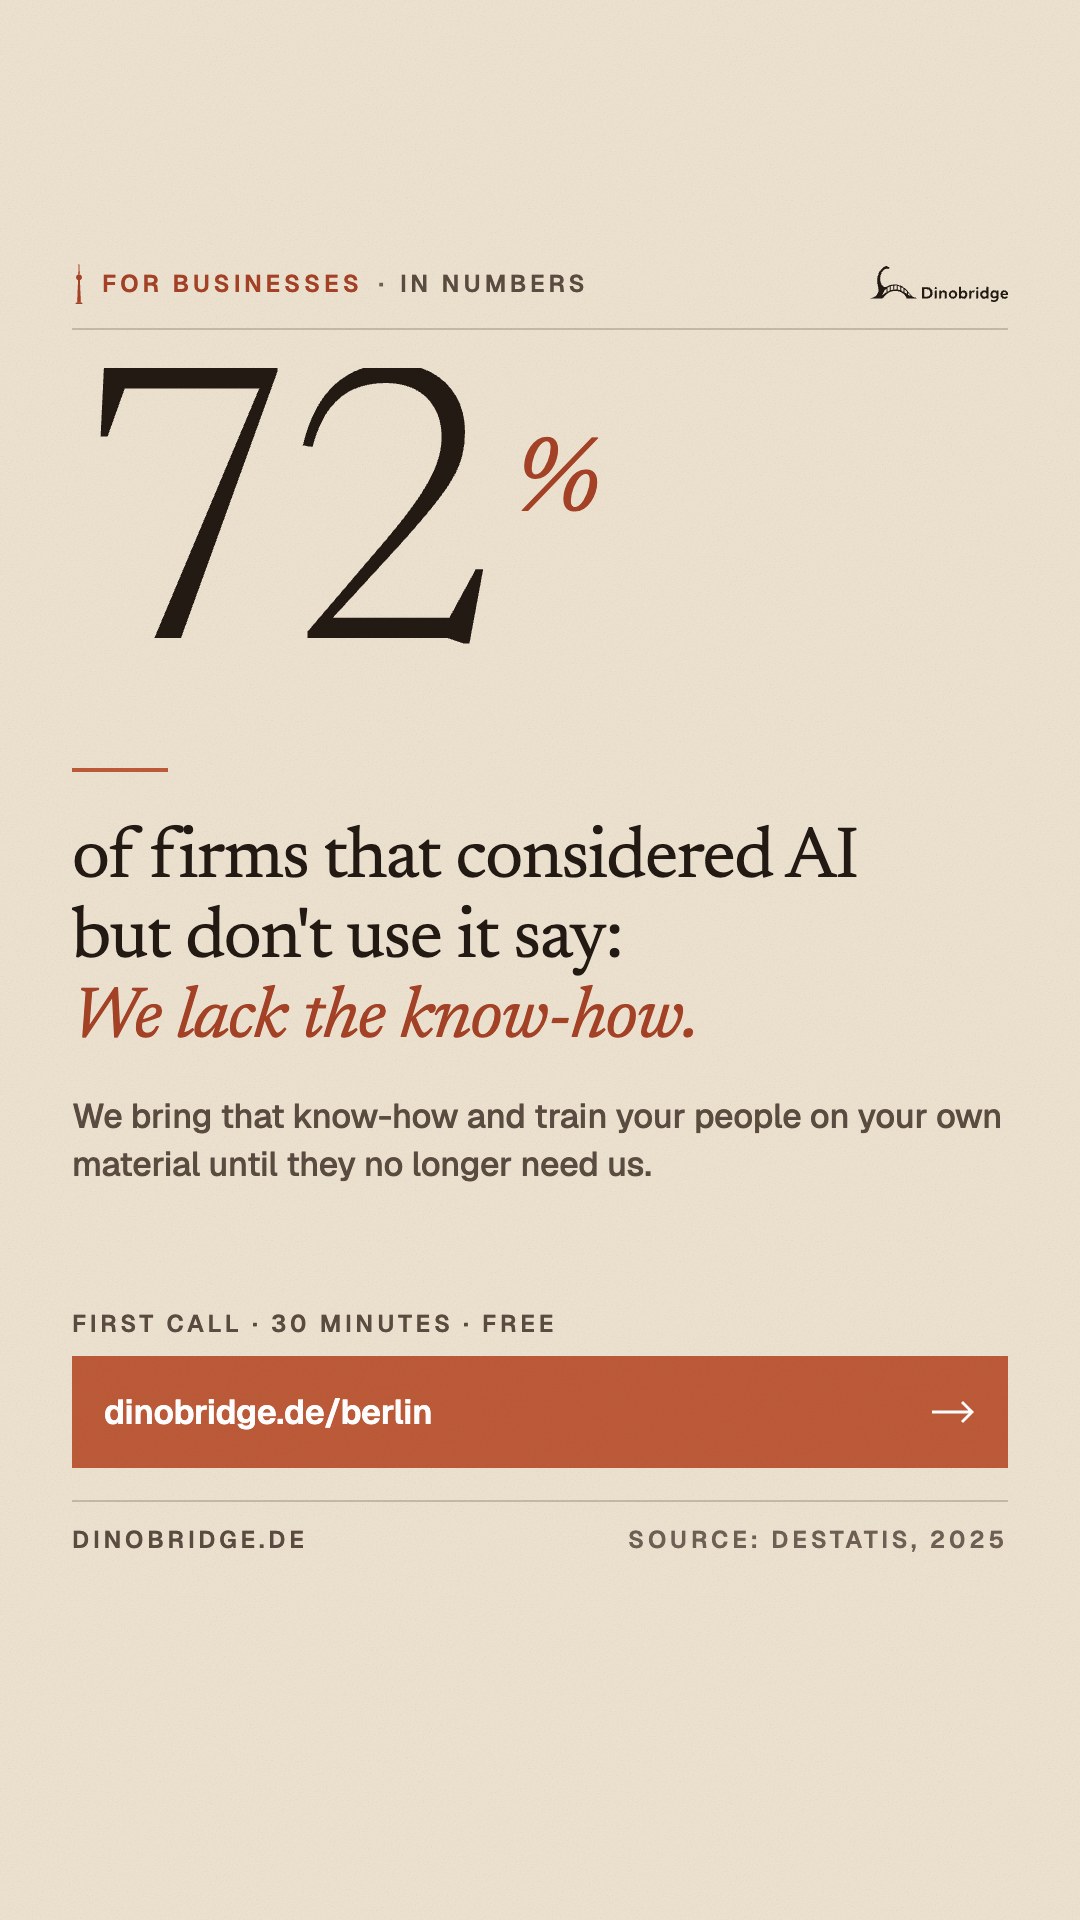 FOR BUSINESSES · IN NUMBERS
Dinobridge
72%
of firms that considered AI
but don't use it say:
We lack the know-how.
We bring that know-how and train your people on your own
material until they no longer need us.
FIRST CALL · 30 MINUTES · FREE
dinobridge.de/berlin →
DINOBRIDGE.DE
SOURCE: DESTATIS, 2025